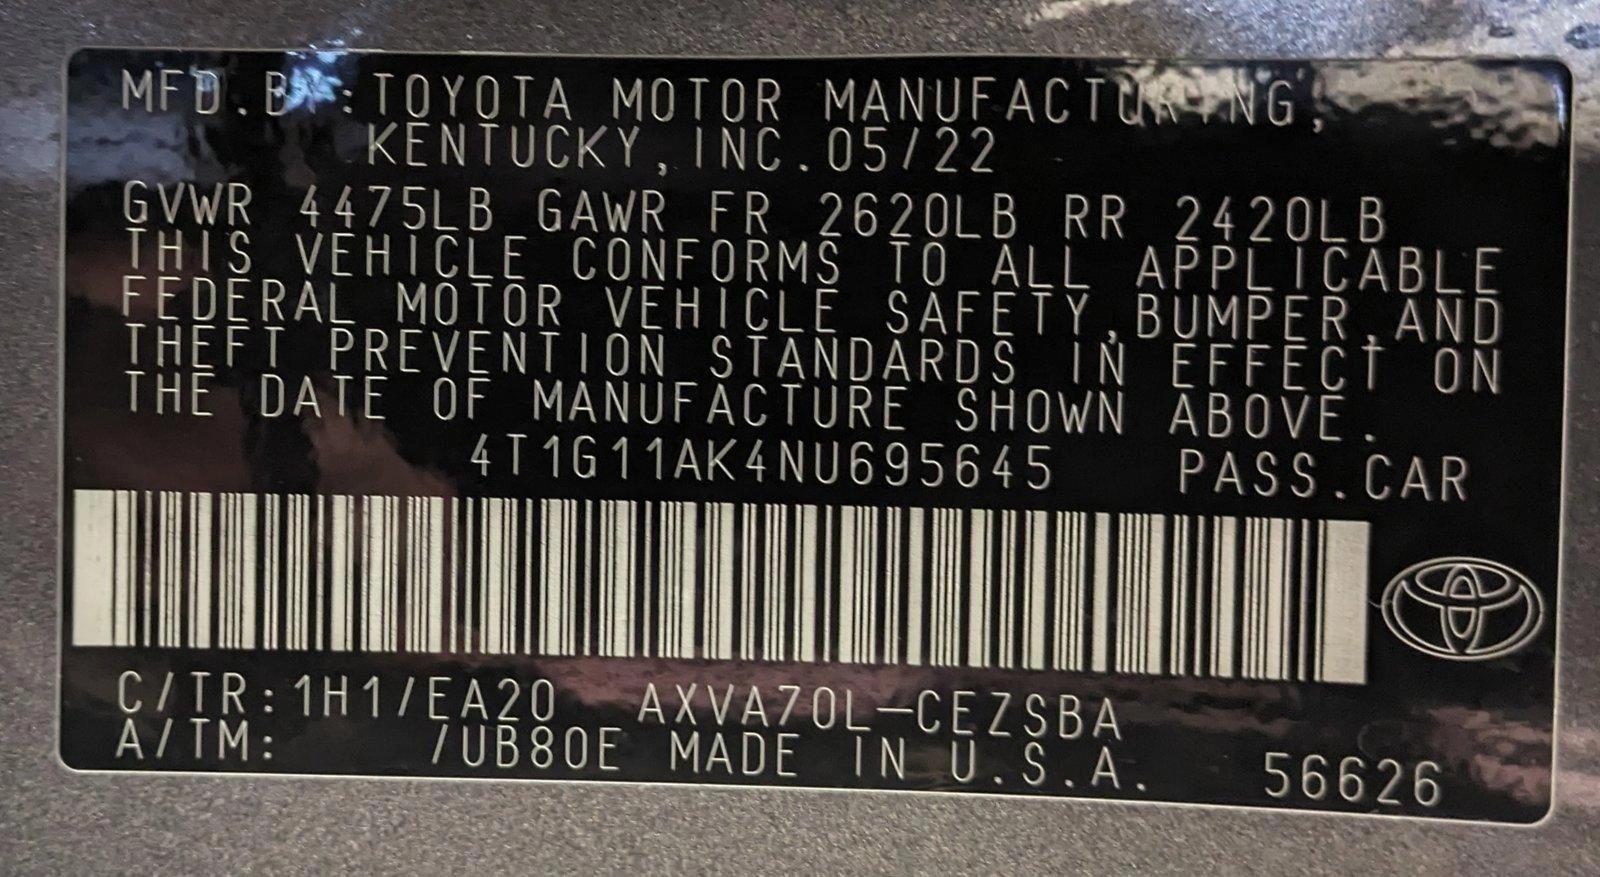 MFD.BY:TOYOTA MOTOR MANUFACTURING,
KENTUCKY,INC.05/22
GVWR 4475LB GAWR FR 2620LB RR 2420LB
THIS VEHICLE CONFORMS TO ALL APPLICABLE
FEDERAL MOTOR VEHICLE SAFETY,BUMPER,AND
THEFT PREVENTION STANDARDS IN EFFECT ON
THE DATE OF MANUFACTURE SHOWN ABOVE.
4T1G11AK4NU695645 PASS.CAR
C/TR:1H1/EA20 AXVA70L-CEZSBA
A/TM: /UB80E MADE IN U.S.A. 56626